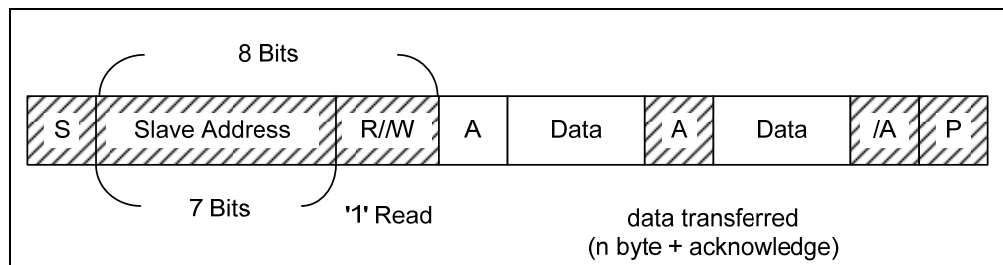 8 Bits
S Slave Address R//W A Data A Data /A P
7 Bits '1' Read data transferred
(n byte + acknowledge)